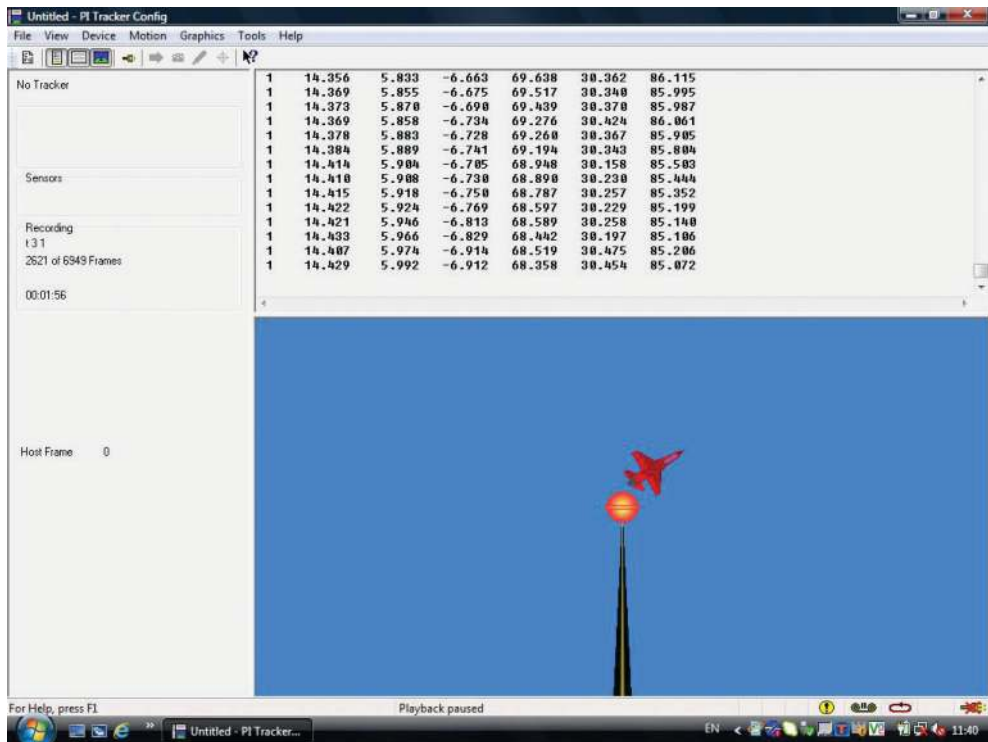 Untitled - PI Tracker Config
File View Device Motion Graphics Tools Help
No Tracker
Sensors
Recording
t 3 1
2621 of 6949 Frames
00:01:56
Host Frame 0
1 14.356 5.833 -6.663 69.638 30.362 86.115
1 14.369 5.855 -6.675 69.517 30.340 85.995
1 14.373 5.870 -6.690 69.439 30.370 85.987
1 14.369 5.858 -6.734 69.276 30.424 86.061
1 14.378 5.883 -6.728 69.260 30.367 85.905
1 14.384 5.889 -6.741 69.194 30.343 85.804
1 14.414 5.904 -6.705 68.948 30.158 85.503
1 14.410 5.908 -6.730 68.890 30.230 85.444
1 14.415 5.918 -6.750 68.787 30.257 85.352
1 14.422 5.924 -6.769 68.597 30.229 85.199
1 14.421 5.946 -6.813 68.589 30.258 85.140
1 14.433 5.966 -6.829 68.442 30.197 85.106
1 14.407 5.974 -6.914 68.519 30.475 85.206
1 14.429 5.992 -6.912 68.358 30.454 85.072
For Help, press F1 Playback paused
Untitled - PI Tracker... EN 11:40